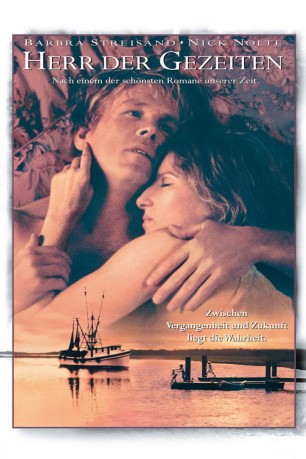 BARBRA STREISAND • NICK NOLTE
HERR DER GEZEITEN
Nach einem der schönsten Romane unserer Zeit.
Zwischen
Vergangenheit und Zukunft
liegt die Wahrheit.